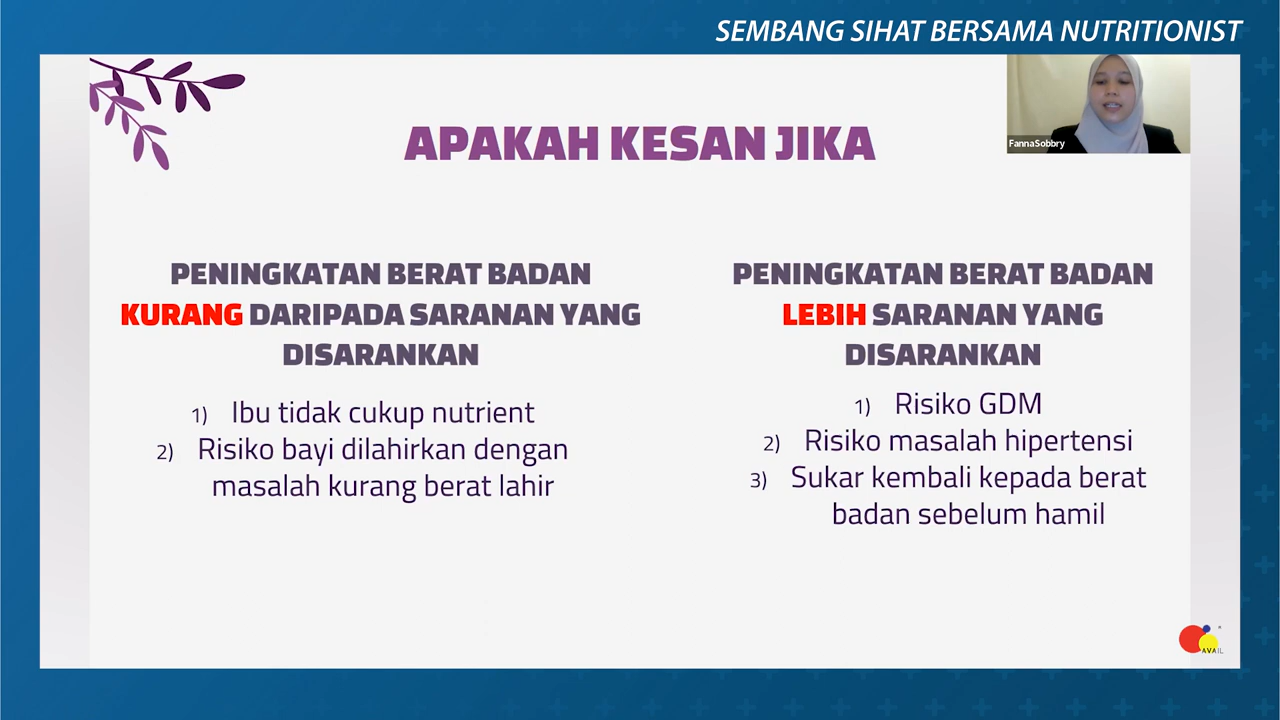 SEMBANG SIHAT BERSAMA NUTRITIONIST
FannaSobbry
APAKAH KESAN JIKA
PENINGKATAN BERAT BADAN
KURANG DARIPADA SARANAN YANG
DISARANKAN
1) Ibu tidak cukup nutrient
2) Risiko bayi dilahirkan dengan
masalah kurang berat lahir
PENINGKATAN BERAT BADAN
LEBIH SARANAN YANG
DISARANKAN
1) Risiko GDM
2) Risiko masalah hipertensi
3) Sukar kembali kepada berat
badan sebelum hamil
AVAIL